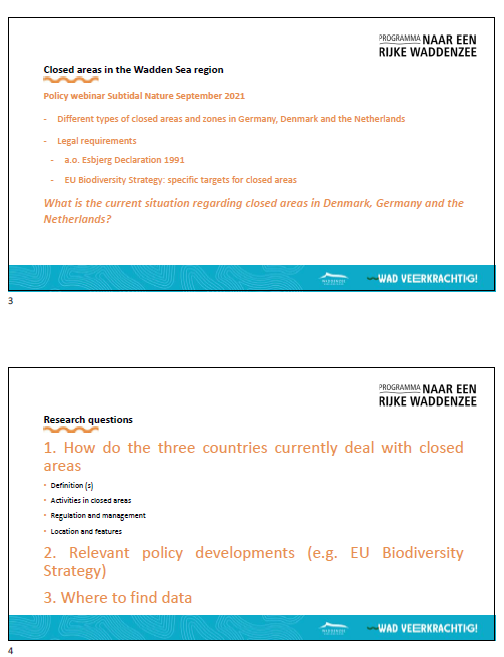 PROGRAMMA NAAR EEN
RIJKE WADDENZEE
Closed areas in the Wadden Sea region
Policy webinar Subtidal Nature September 2021
- Different types of closed areas and zones in Germany, Denmark and the Netherlands
- Legal requirements
- a.o. Esbjerg Declaration 1991
- EU Biodiversity Strategy: specific targets for closed areas
What is the current situation regarding closed areas in Denmark, Germany and the
Netherlands?
WAD VEERKRACHTIG!
3
PROGRAMMA NAAR EEN
RIJKE WADDENZEE
Research questions
1. How do the three countries currently deal with closed
areas
• Definition (s)
• Activities in closed areas
• Regulation and management
• Location and features
2. Relevant policy developments (e.g. EU Biodiversity
Strategy)
3. Where to find data
WAD VEERKRACHTIG!
4